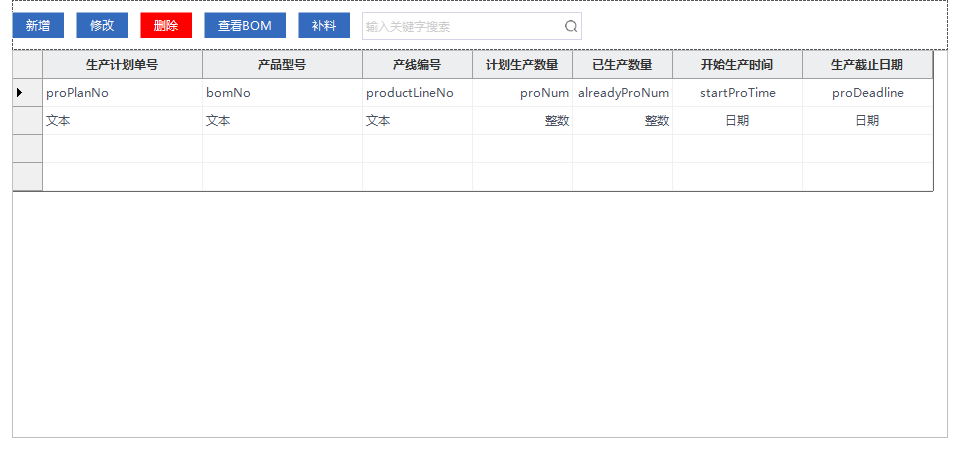 新增 修改 删除 查看BOM 补料 输入关键字搜索
生产计划单号 产品型号 产线编号 计划生产数量 已生产数量 开始生产时间 生产截止日期
proPlanNo bomNo productLineNo proNum alreadyProNum startProTime proDeadline
文本 文本 文本 整数 整数 日期 日期